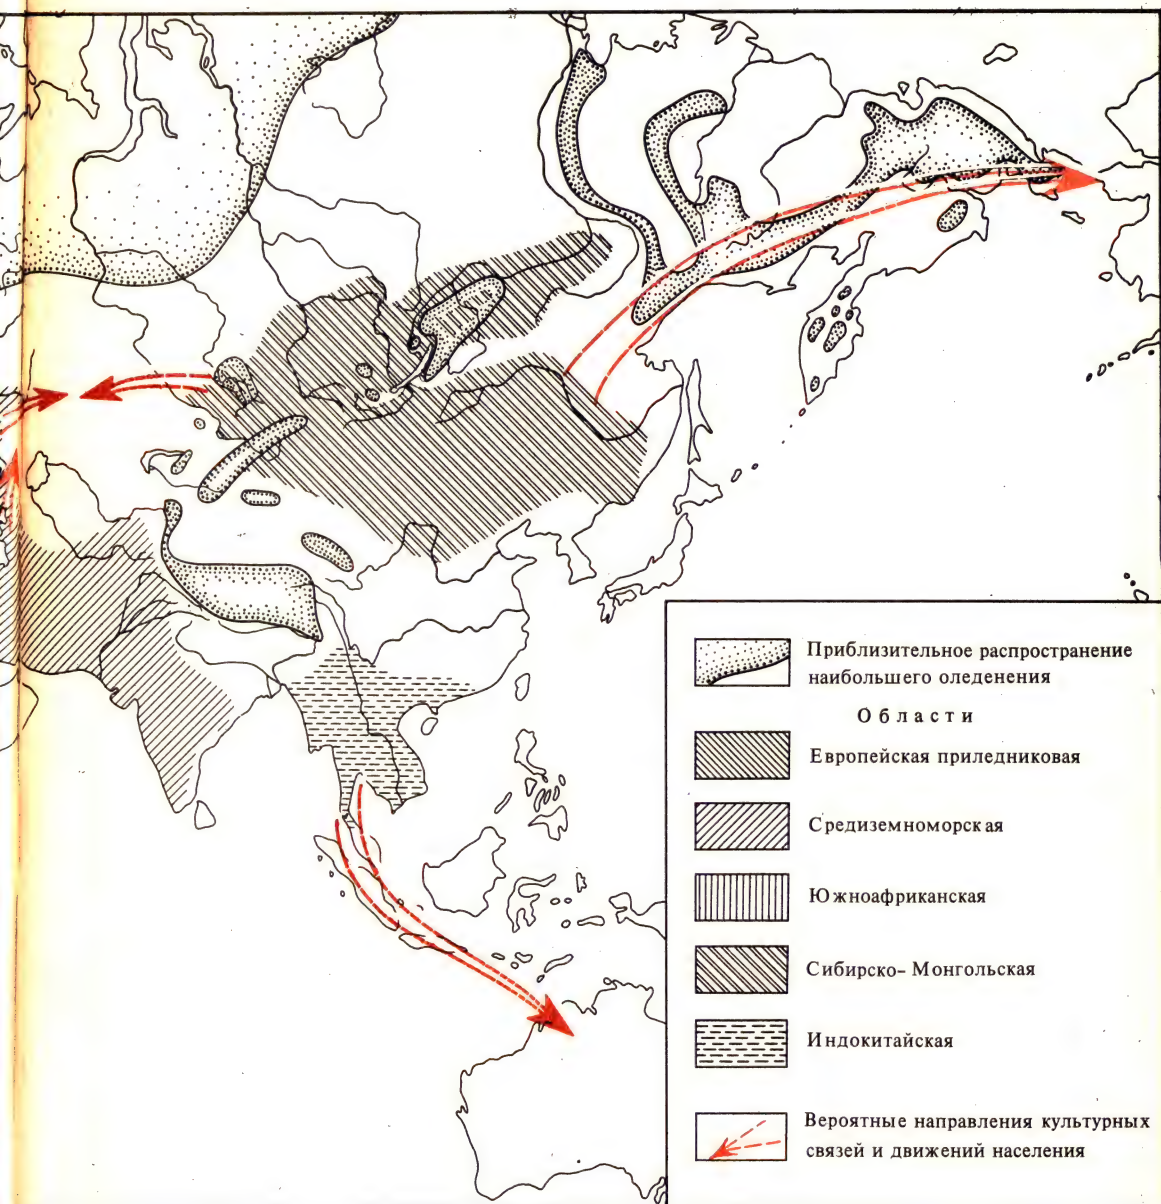 Приблизительное распространение
наибольшего оледенения
Области
Европейская приледниковая
Средиземноморская
Южноафриканская
Сибирско-Монгольская
Индокитайская
Вероятные направления культурных
связей и движений населения